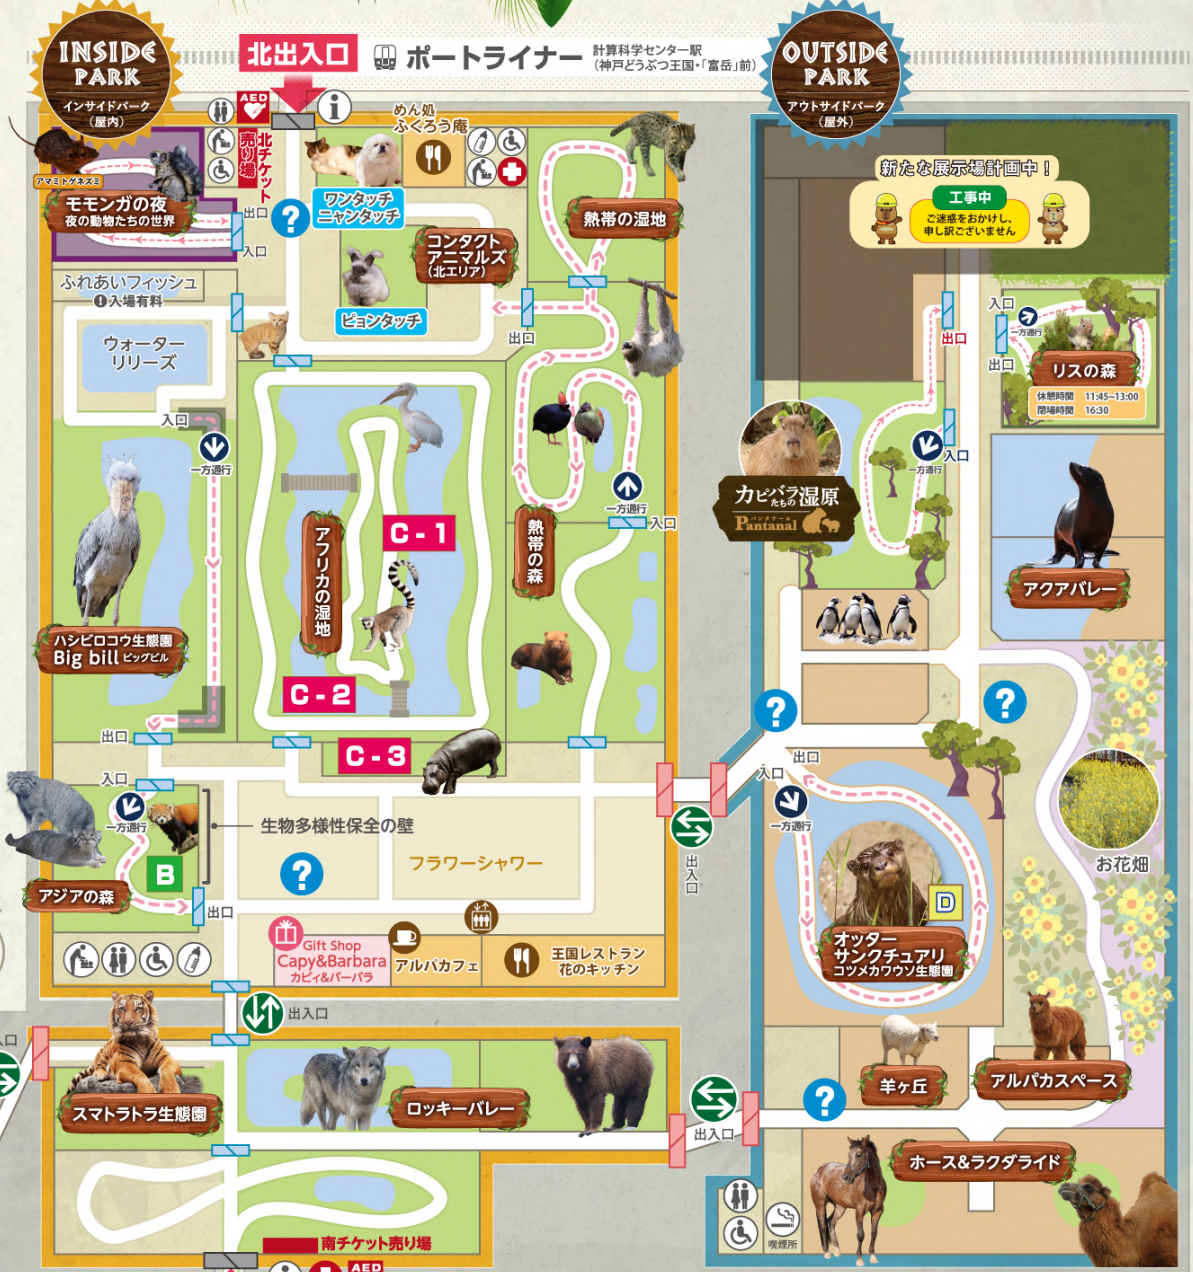 INSIDE
PARK
インサイドパーク
(屋内)
北出入口
ポートライナー
計算科学センター駅
(神戸どうぶつ王国・「富岳」前)
OUTSIDE
PARK
アウトサイドパーク
(屋外)
AED
北チケット
売り場
i
めん処
ふくろう庵
アマミトゲネズミ
モモンガの夜
夜の動物たちの世界
出口
入口
?
ワンタッチ
ニャンタッチ
コンタクト
アニマルズ
(北エリア)
ピョンタッチ
熱帯の湿地
出口
新たな展示場計画中!
工事中
ご迷惑をおかけし、
申し訳ございません
ふれあいフィッシュ
!入場有料
ウォーター
リリーズ
入口
一方通行
入口
一方通行
出口
リスの森
休憩時間 11:45~13:00
閉場時間 16:30
出口
入口
一方通行
カピバラ
たちの
湿原
パンタナール
Pantanal
アクアバレー
C-1
アフリカの湿地
熱帯の森
一方通行
入口
ハシビロコウ生態園
Big bill ビッグビル
C-2
C-3
出口
入口
一方通行
B
アジアの森
出口
生物多様性保全の壁
?
フラワーシャワー
Gift Shop
Capy&Barbara
カピィ&バーバラ
アルパカフェ
王国レストラン
花のキッチン
出入口
?
?
出口
入口
一方通行
D
オッター
サンクチュアリ
コツメカワウソ生態園
お花畑
出入口
スマトラトラ生態園
ロッキーバレー
出入口
?
羊ヶ丘
アルパカスペース
ホース&ラクダライド
喫煙所
南チケット売り場
AED